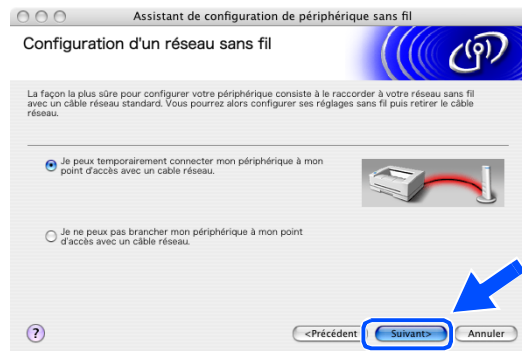 Assistant de configuration de périphérique sans fil
Configuration d'un réseau sans fil
La façon la plus sûre pour configurer votre périphérique consiste à le raccorder à votre réseau sans fil
avec un câble réseau standard. Vous pourrez alors configurer ses réglages sans fil puis retirer le câble
réseau.
Je peux temporairement connecter mon périphérique à mon
point d'accès avec un cable réseau.
Je ne peux pas brancher mon périphérique à mon point
d'accès avec un câble réseau.
?
<Précédent
Suivant>
Annuler